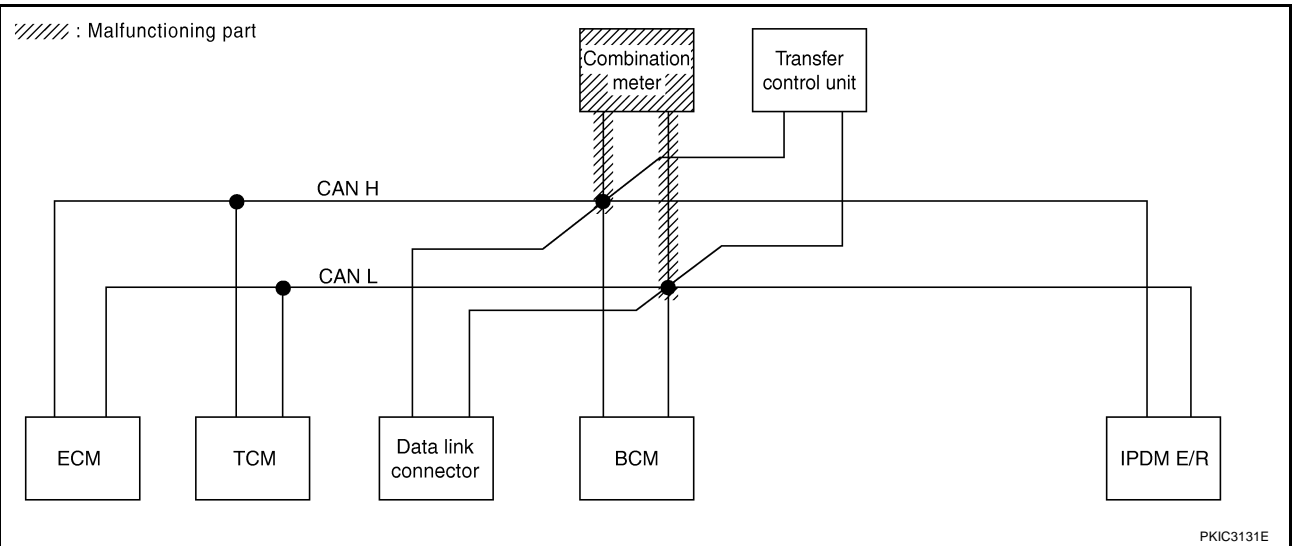 : Malfunctioning part
Combination
meter
Transfer
control unit
CAN H
CAN L
ECM
TCM
Data link
connector
BCM
IPDM E/R
PKIC3131E